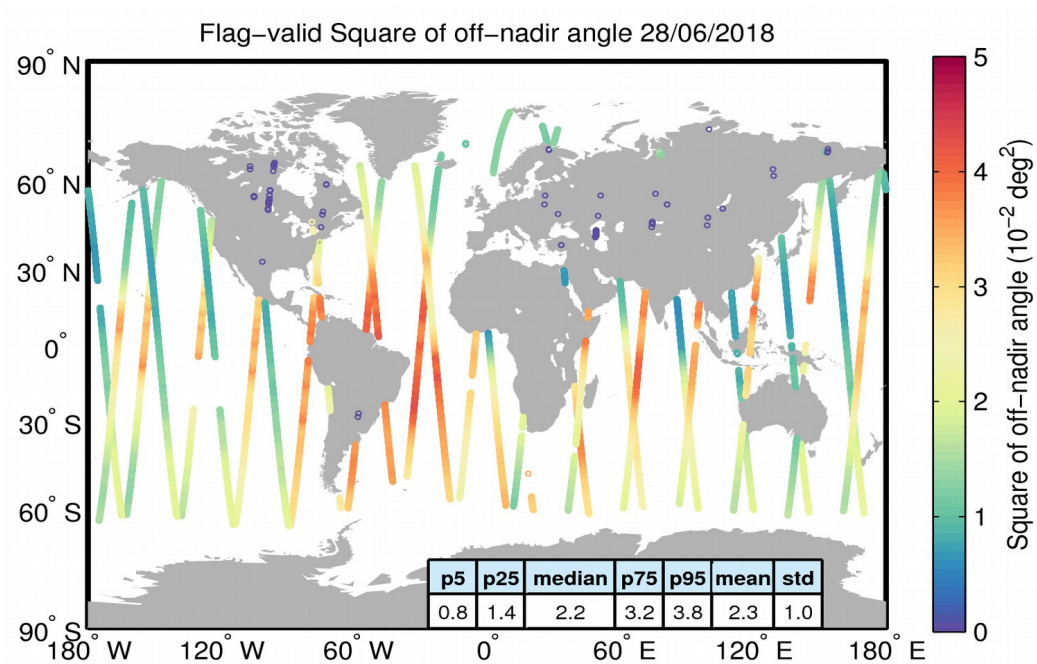 Flag−valid Square of off−nadir angle 28/06/2018
90° N
60° N
30° N
0°
30° S
60° S
90° S
180° W
120° W
60° W
0°
60° E
120° E
180° E
p5 p25 median p75 p95 mean std
0.8 1.4 2.2 3.2 3.8 2.3 1.0
5
4
3
2
1
0
Square of off−nadir angle (10⁻² deg²)